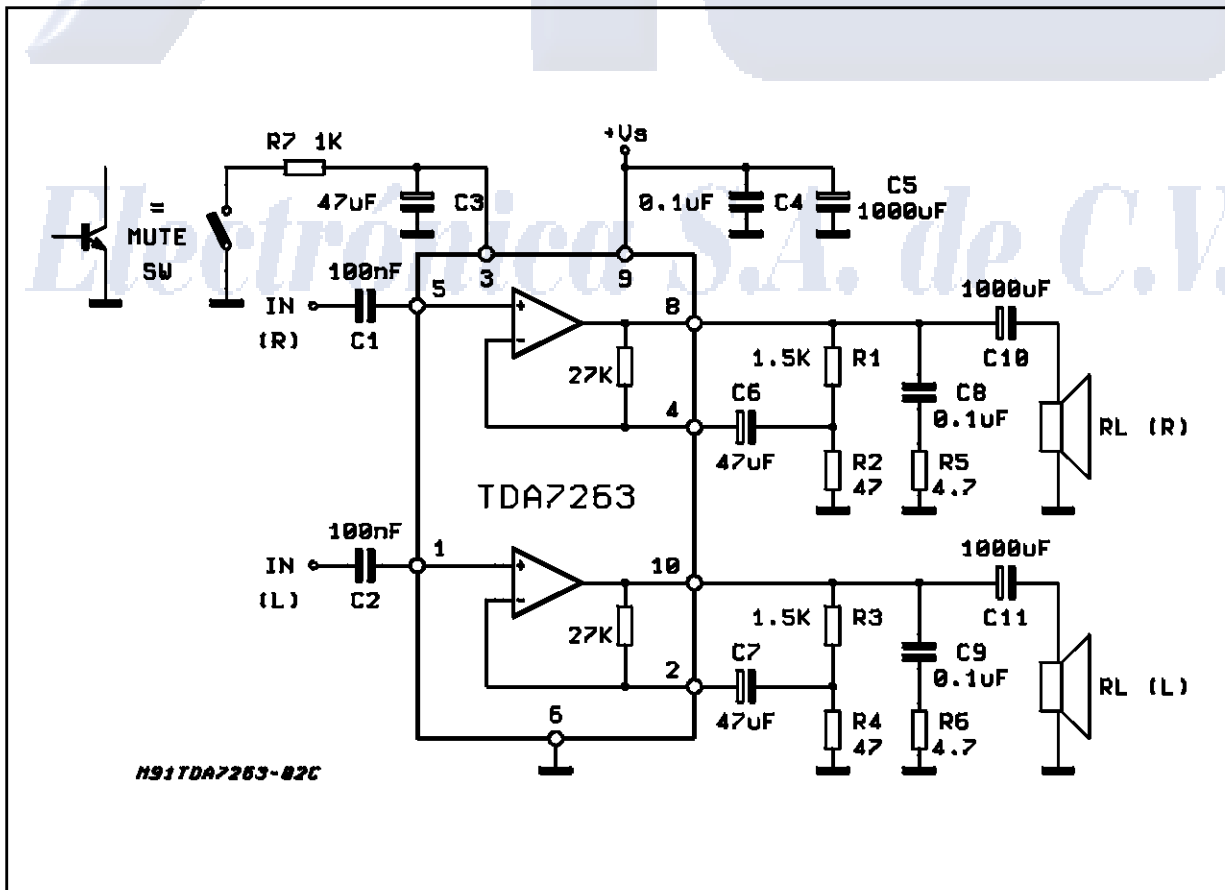 R7 1K
+Vs
47uF
C3
0.1uF
C4
C5
1000uF
=
MUTE
SW
Electrónica S.A. de C.V.
3
9
100nF
IN
(R)
C1
5
8
1000uF
C10
27K
1.5K
R1
C6
4
47uF
C8
0.1uF
RL (R)
R2
47
R5
4.7
TDA7263
100nF
IN
(L)
C2
1
10
1000uF
C11
27K
1.5K
R3
C7
2
47uF
C9
0.1uF
RL (L)
R4
47
R6
4.7
6
M91TDA7263-02C